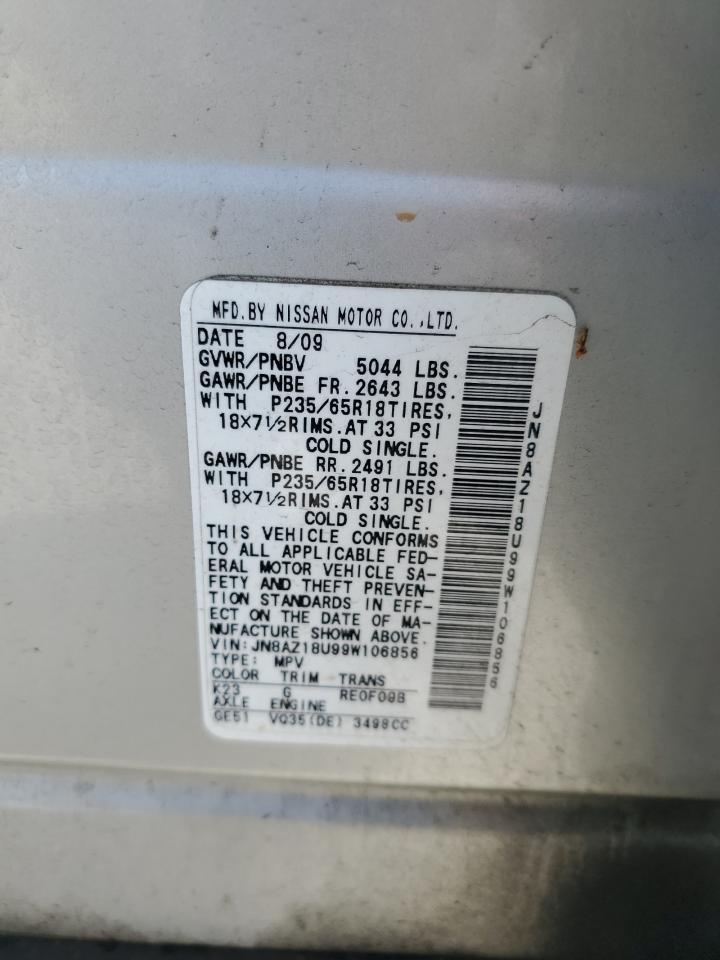 MFD.BY NISSAN MOTOR CO.,LTD.
DATE 8/09
GVWR/PNBV 5044 LBS.
GAWR/PNBE FR.2643 LBS.
WITH P235/65R18TIRES,
18×7½RIMS.AT 33 PSI
COLD SINGLE.
GAWR/PNBE RR.2491 LBS.
WITH P235/65R18TIRES,
18×7½RIMS.AT 33 PSI
COLD SINGLE.
THIS VEHICLE CONFORMS
TO ALL APPLICABLE FED-
ERAL MOTOR VEHICLE SA-
FETY AND THEFT PREVEN-
TION STANDARDS IN EFF-
ECT ON THE DATE OF MA-
NUFACTURE SHOWN ABOVE.
VIN:JN8AZ18U99W106856
TYPE: MPV
COLOR TRIM TRANS
K23 G RE0F09B
AXLE ENGINE
GE51 VQ35(DE) 3498CC
JN8AZ18U99W106856